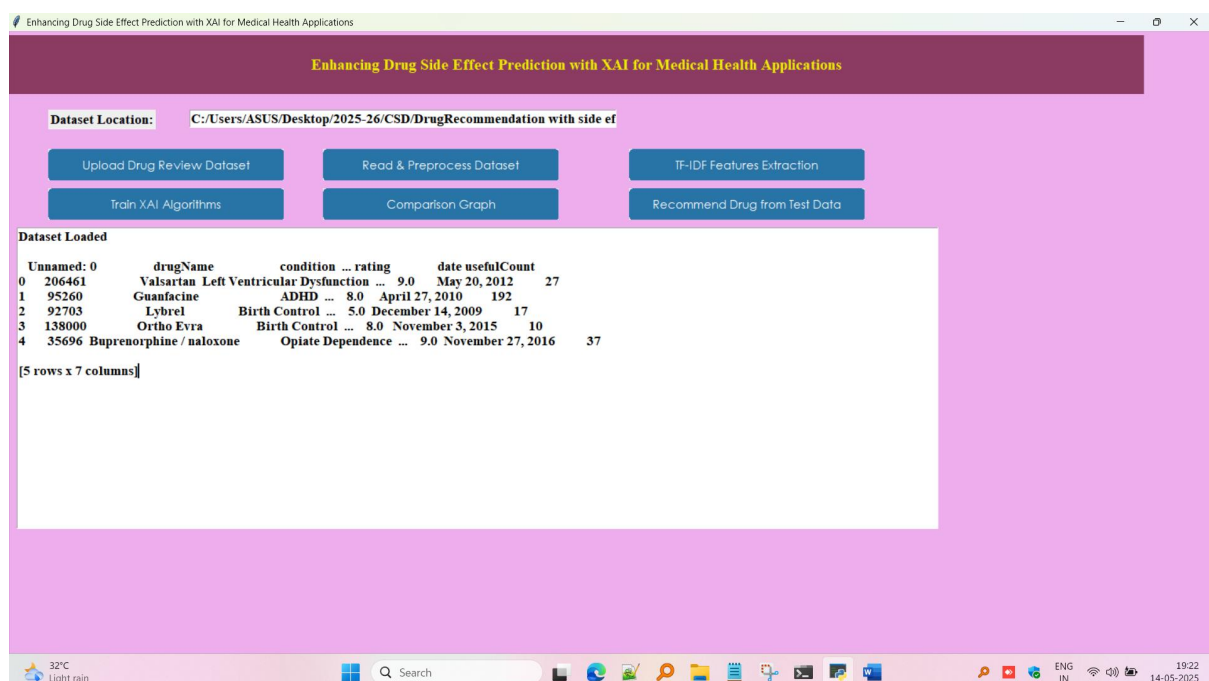 Enhancing Drug Side Effect Prediction with XAI for Medical Health Applications
Enhancing Drug Side Effect Prediction with XAI for Medical Health Applications
Dataset Location: C:/Users/ASUS/Desktop/2025-26/CSD/DrugRecommendation with side ef
Upload Drug Review Dataset Read & Preprocess Dataset TF-IDF Features Extraction
Train XAI Algorithms Comparison Graph Recommend Drug from Test Data
Dataset Loaded
Unnamed: 0 drugName condition ... rating date usefulCount
0 206461 Valsartan Left Ventricular Dysfunction ... 9.0 May 20, 2012 27
1 95260 Guanfacine ADHD ... 8.0 April 27, 2010 192
2 92703 Lybrel Birth Control ... 5.0 December 14, 2009 17
3 138000 Ortho Evra Birth Control ... 8.0 November 3, 2015 10
4 35696 Buprenorphine / naloxone Opiate Dependence ... 9.0 November 27, 2016 37
[5 rows x 7 columns]
32°C Search ENG 19:22
Light rain IN 14-05-2025